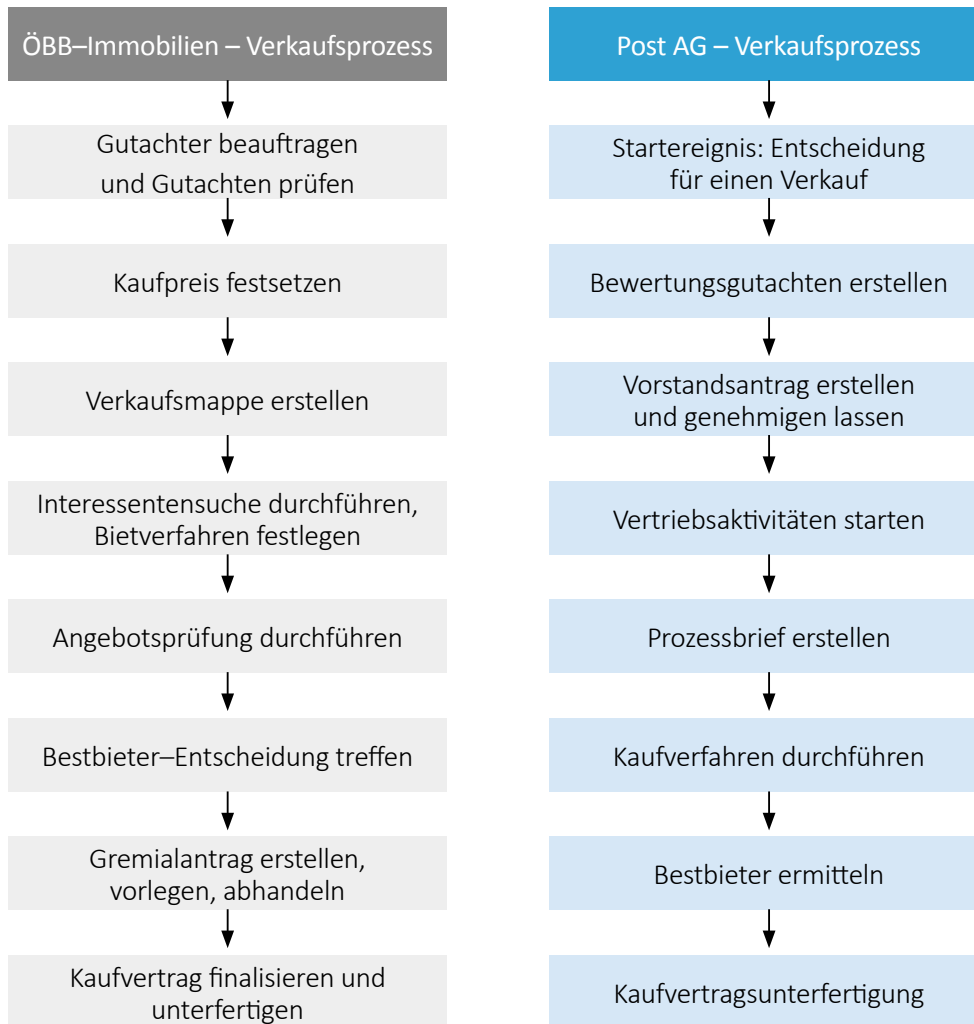 ÖBB–Immobilien – Verkaufsprozess
Gutachter beauftragen
und Gutachten prüfen
Kaufpreis festsetzen
Verkaufsmappe erstellen
Interessentensuche durchführen,
Bietverfahren festlegen
Angebotsprüfung durchführen
Bestbieter–Entscheidung treffen
Gremialantrag erstellen,
vorlegen, abhandeln
Kaufvertrag finalisieren und
unterfertigen
Post AG – Verkaufsprozess
Startereignis: Entscheidung
für einen Verkauf
Bewertungsgutachten erstellen
Vorstandsantrag erstellen
und genehmigen lassen
Vertriebsaktivitäten starten
Prozessbrief erstellen
Kaufverfahren durchführen
Bestbieter ermitteln
Kaufvertragsunterfertigung